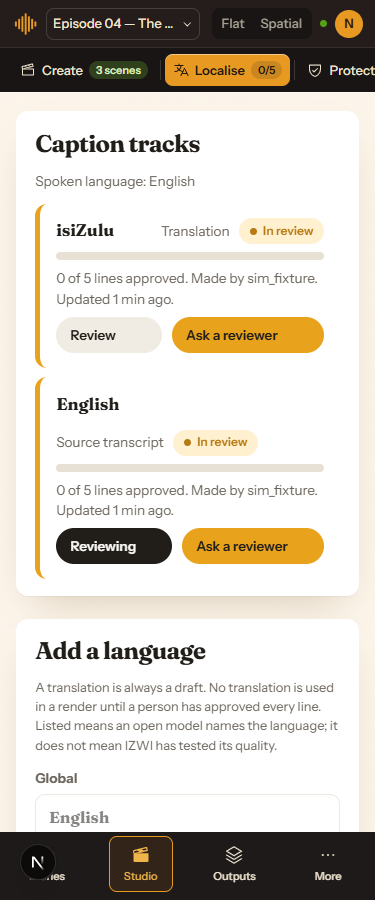 Episode 04 — The ...
Flat Spatial
N
Create 3 scenes
Localise 0/5
Protect
Caption tracks
Spoken language: English
isiZulu Translation In review
0 of 5 lines approved. Made by sim_fixture.
Updated 1 min ago.
Review Ask a reviewer
English
Source transcript In review
0 of 5 lines approved. Made by sim_fixture.
Updated 1 min ago.
Reviewing Ask a reviewer
Add a language
A translation is always a draft. No translation is used
in a render until a person has approved every line.
Listed means an open model names the language; it
does not mean IZWI has tested its quality.
Global
English
N
Studio Outputs More